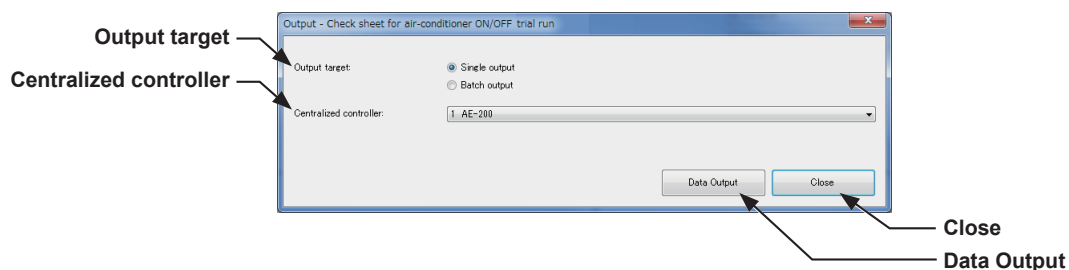 Output - Check sheet for air-conditioner ON/OFF trial run
Output target
Output target:
Single output
Batch output
Centralized controller
Centralized controller:
1 AE-200
Data Output
Close
Close
Data Output